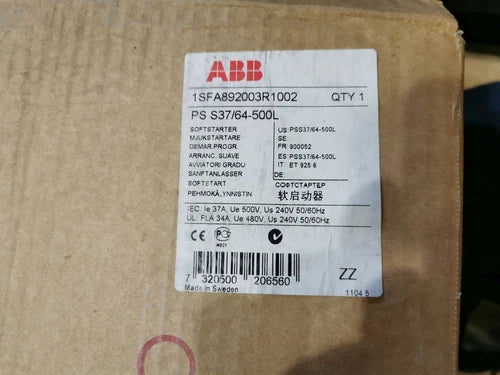 ABB
1SFA892003R1002 QTY 1
PS S37/64-500L
SOFTSTARTER US: PSS37/64-500L
MJUKSTARTARE SE:
DEMAR PROGR. FR: 900052
ARRANC. SUAVE ES: PSS37/64-500L
AVVIATORI GRADU IT: ET 925 6
SANFTANLASSER DE:
SOFTSTART СОФТСТАРТЕР
PEHMOKÄYNNISTIN 软启动器
IEC, Ie 37A, Ue 500V, Us 240V 50/60Hz
UL. FLA 34A, Ue 480V, Us 240V 50/60Hz
CE
7 320500 206560
Made in Sweden
ZZ
1104 5